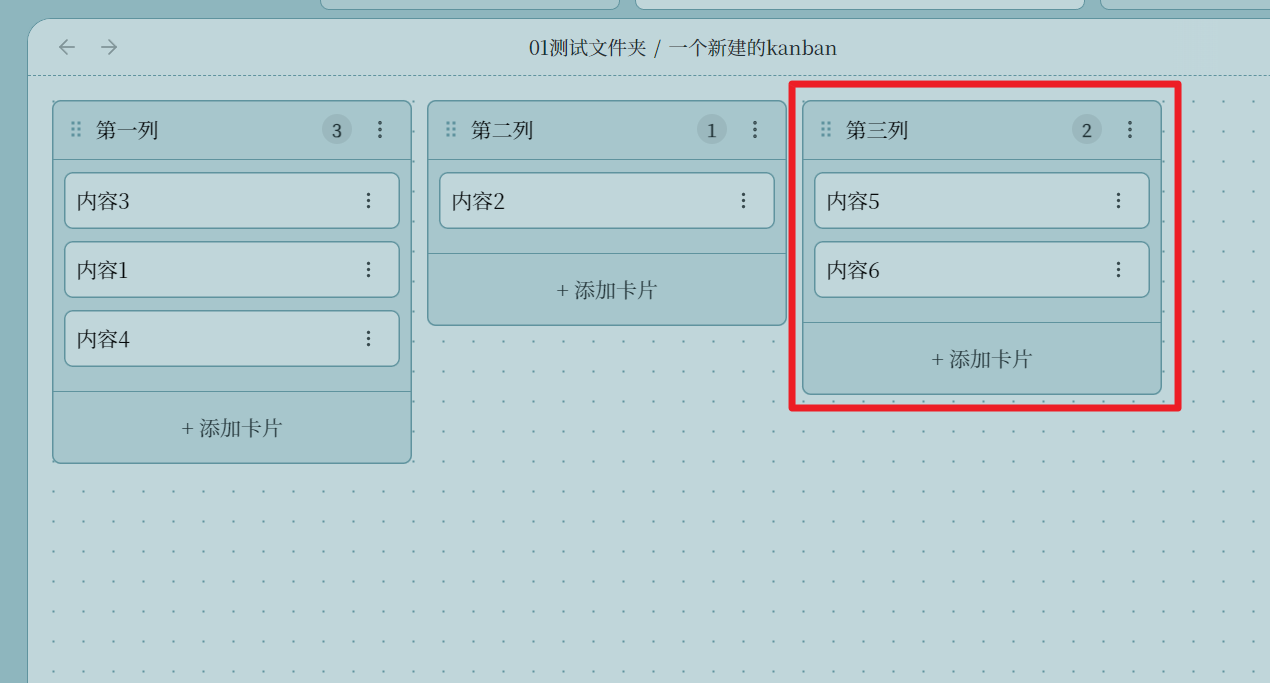 01测试文件夹 / 一个新建的kanban
第一列 3
内容3
内容1
内容4
+ 添加卡片
第二列 1
内容2
+ 添加卡片
第三列 2
内容5
内容6
+ 添加卡片